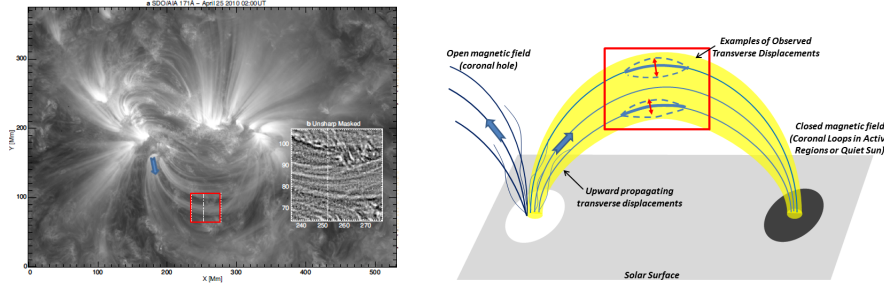 a SDO/AIA 171Å – April 25 2010 02:00UT
Y [Mm]
300
200
100
0
0
100
200
300
400
500
X [Mm]
b Unsharp Masked
100
90
80
70
240
250
260
270
Open magnetic field
(coronal hole)
Examples of Observed
Transverse Displacements
Closed magnetic field
(Coronal Loops in Activ
Regions or Quiet Sun)
Upward propagating
transverse displacements
Solar Surface